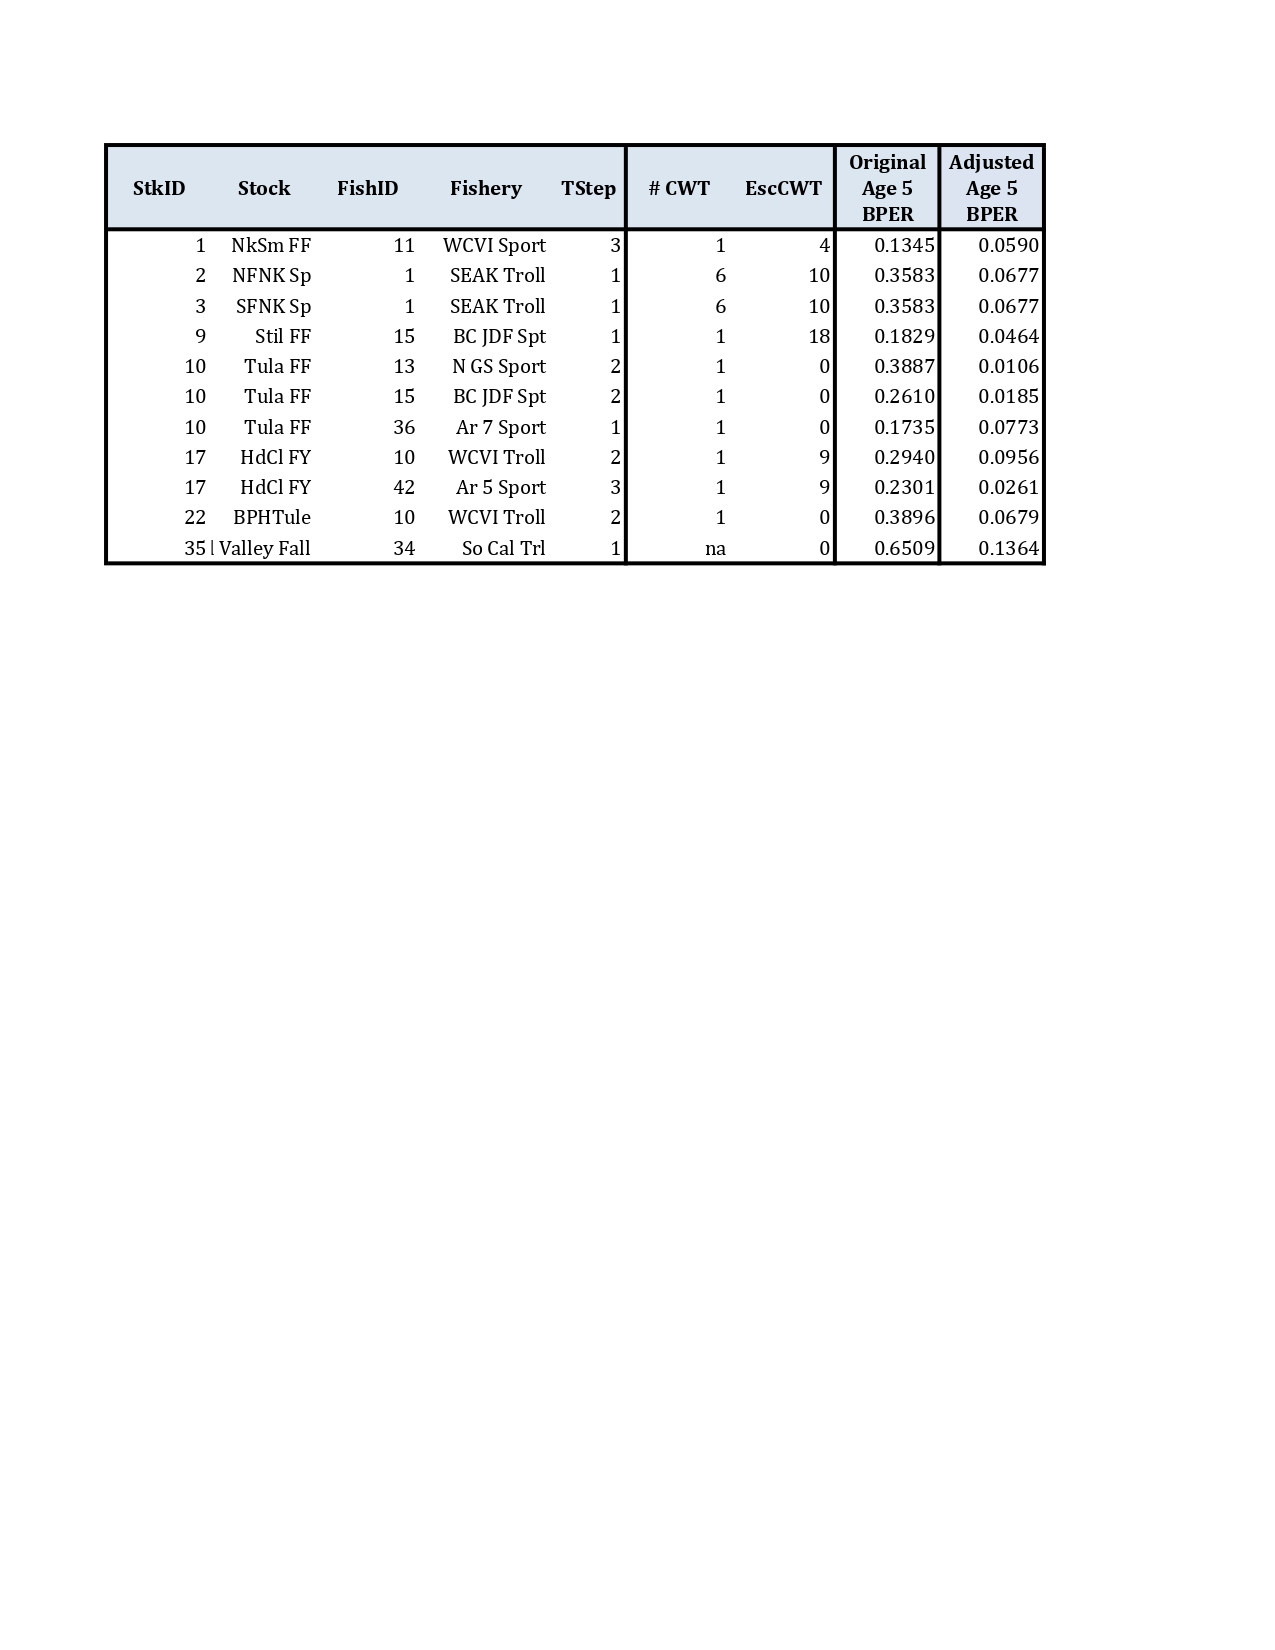 StkID Stock FishID Fishery TStep # CWT EscCWT Original Age 5 BPER Adjusted Age 5 BPER
1 NkSm FF 11 WCVI Sport 3 1 4 0.1345 0.0590
2 NFNK Sp 1 SEAK Troll 1 6 10 0.3583 0.0677
3 SFNK Sp 1 SEAK Troll 1 6 10 0.3583 0.0677
9 Stil FF 15 BC JDF Spt 1 1 18 0.1829 0.0464
10 Tula FF 13 N GS Sport 2 1 0 0.3887 0.0106
10 Tula FF 15 BC JDF Spt 2 1 0 0.2610 0.0185
10 Tula FF 36 Ar 7 Sport 1 1 0 0.1735 0.0773
17 HdCl FY 10 WCVI Troll 2 1 9 0.2940 0.0956
17 HdCl FY 42 Ar 5 Sport 3 1 9 0.2301 0.0261
22 BPHTule 10 WCVI Troll 2 1 0 0.3896 0.0679
35 Valley Fall 34 So Cal Trl 1 na 0 0.6509 0.1364